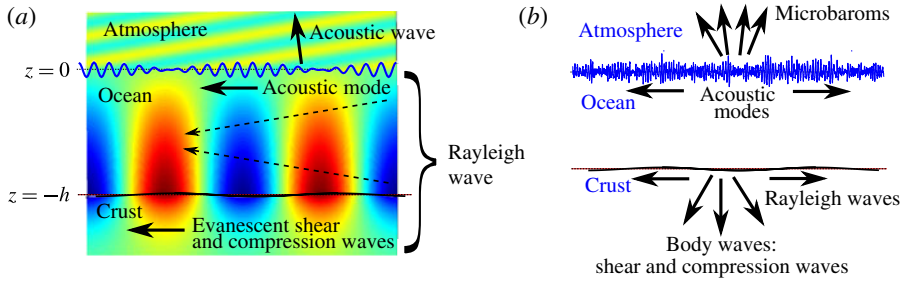 (a)
Atmosphere
Acoustic
wave
z = 0
Ocean
Acoustic mode
Rayleigh
wave
z = −h
Crust
Evanescent shear
and compression waves
(b)
Microbaroms
Atmosphere
Ocean
Acoustic
modes
Crust
Rayleigh waves
Body waves:
shear and compression waves